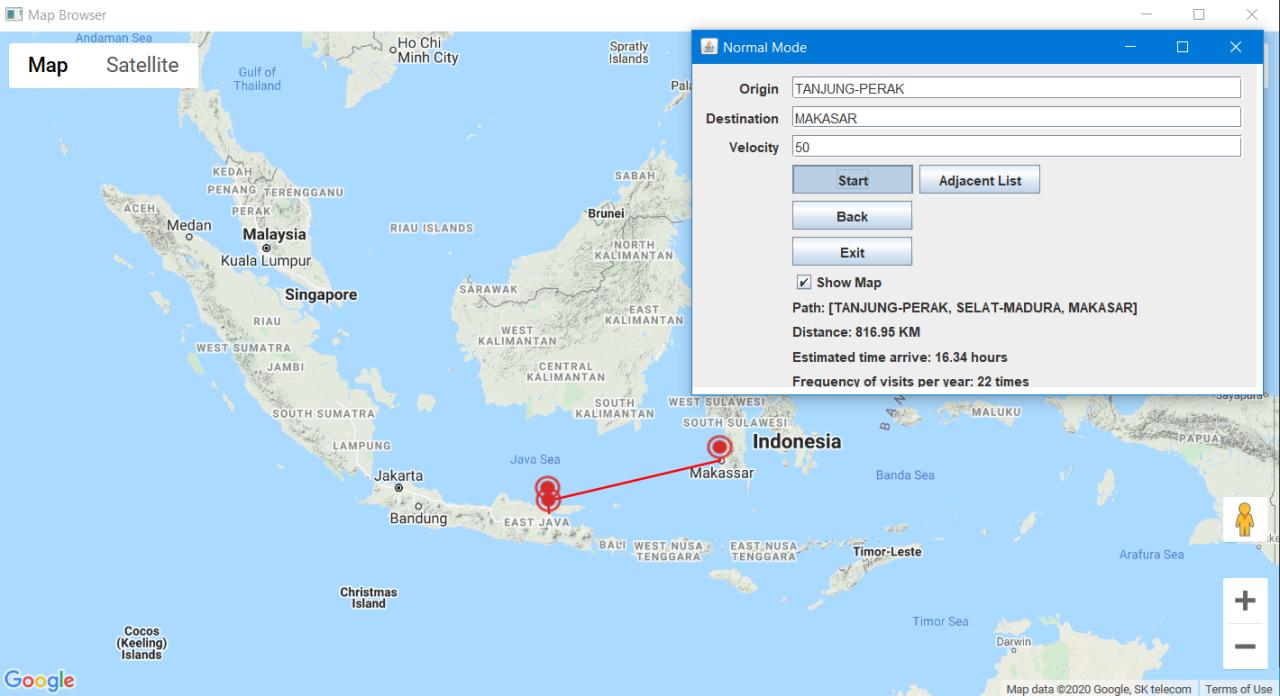 Map Browser
Map
Satellite
Andaman Sea
Gulf of
Thailand
Ho Chi
Minh City
Spratly
Islands
Normal Mode
Origin
TANJUNG-PERAK
Destination
MAKASAR
Velocity
50
Start
Adjacent List
Back
Exit
Show Map
Path: [TANJUNG-PERAK, SELAT-MADURA, MAKASAR]
Distance: 816.95 KM
Estimated time arrive: 16.34 hours
Frequency of visits per year: 22 times
KEDAH
PENANG
TERENGGANU
PERAK
ACEH
Medan
Malaysia
Kuala Lumpur
Singapore
RIAU ISLANDS
SABAH
Brunei
NORTH
KALIMANTAN
SARAWAK
EAST
KALIMANTAN
WEST
KALIMANTAN
CENTRAL
KALIMANTAN
SOUTH
KALIMANTAN
RIAU
WEST SUMATRA
JAMBI
SOUTH SUMATRA
LAMPUNG
WEST SULAWESI
SOUTH SULAWESI
MALUKU
PAPUA
Indonesia
Java Sea
Makassar
Banda Sea
Jakarta
Bandung
EAST JAVA
BALI
WEST NUSA
TENGGARA
EAST NUSA
TENGGARA
Timor-Leste
Arafura Sea
Christmas
Island
Cocos
(Keeling)
Islands
Timor Sea
Darwin
Google
Map data ©2020 Google, SK telecom
Terms of Use